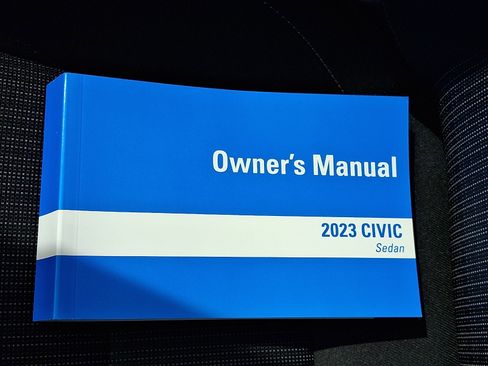 Owner's Manual
2023 CIVIC
Sedan